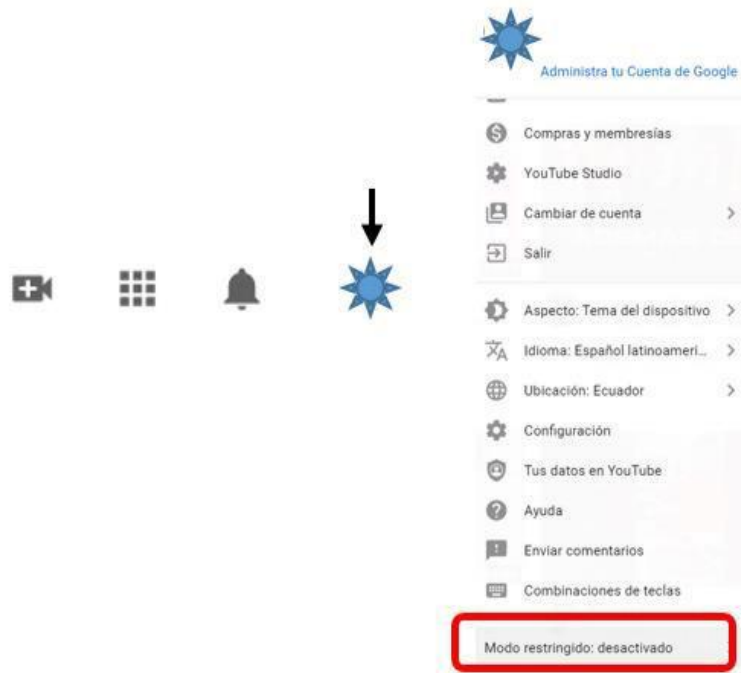 Administra tu Cuenta de Google
Compras y membresías
YouTube Studio
Cambiar de cuenta
Salir
Aspecto: Tema del dispositivo
Idioma: Español latinoameri...
Ubicación: Ecuador
Configuración
Tus datos en YouTube
Ayuda
Enviar comentarios
Combinaciones de teclas
Modo restringido: desactivado